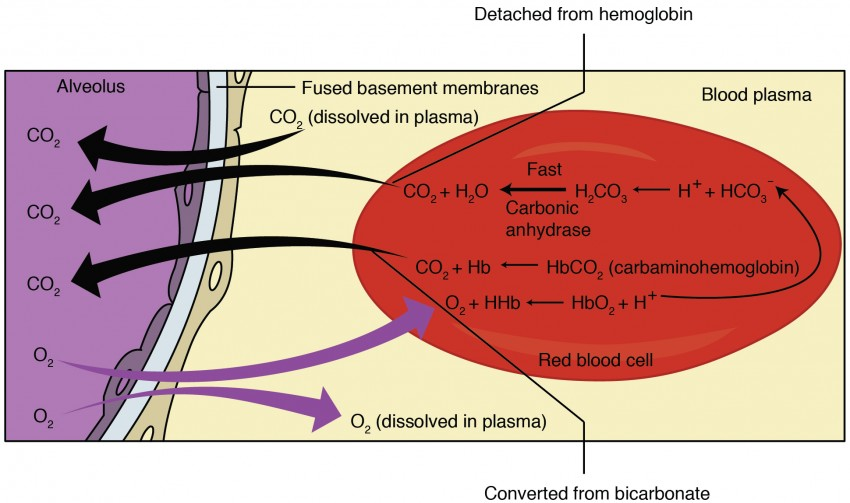 Detached from hemoglobin
Alveolus
Fused basement membranes
Blood plasma
CO₂ (dissolved in plasma)
CO₂
CO₂
CO₂
Fast
CO₂ + H₂O
H₂CO₃
H⁺ + HCO₃⁻
Carbonic
anhydrase
CO₂ + Hb
HbCO₂ (carbaminohemoglobin)
O₂ + HHb
HbO₂ + H⁺
Red blood cell
O₂
O₂
O₂ (dissolved in plasma)
Converted from bicarbonate